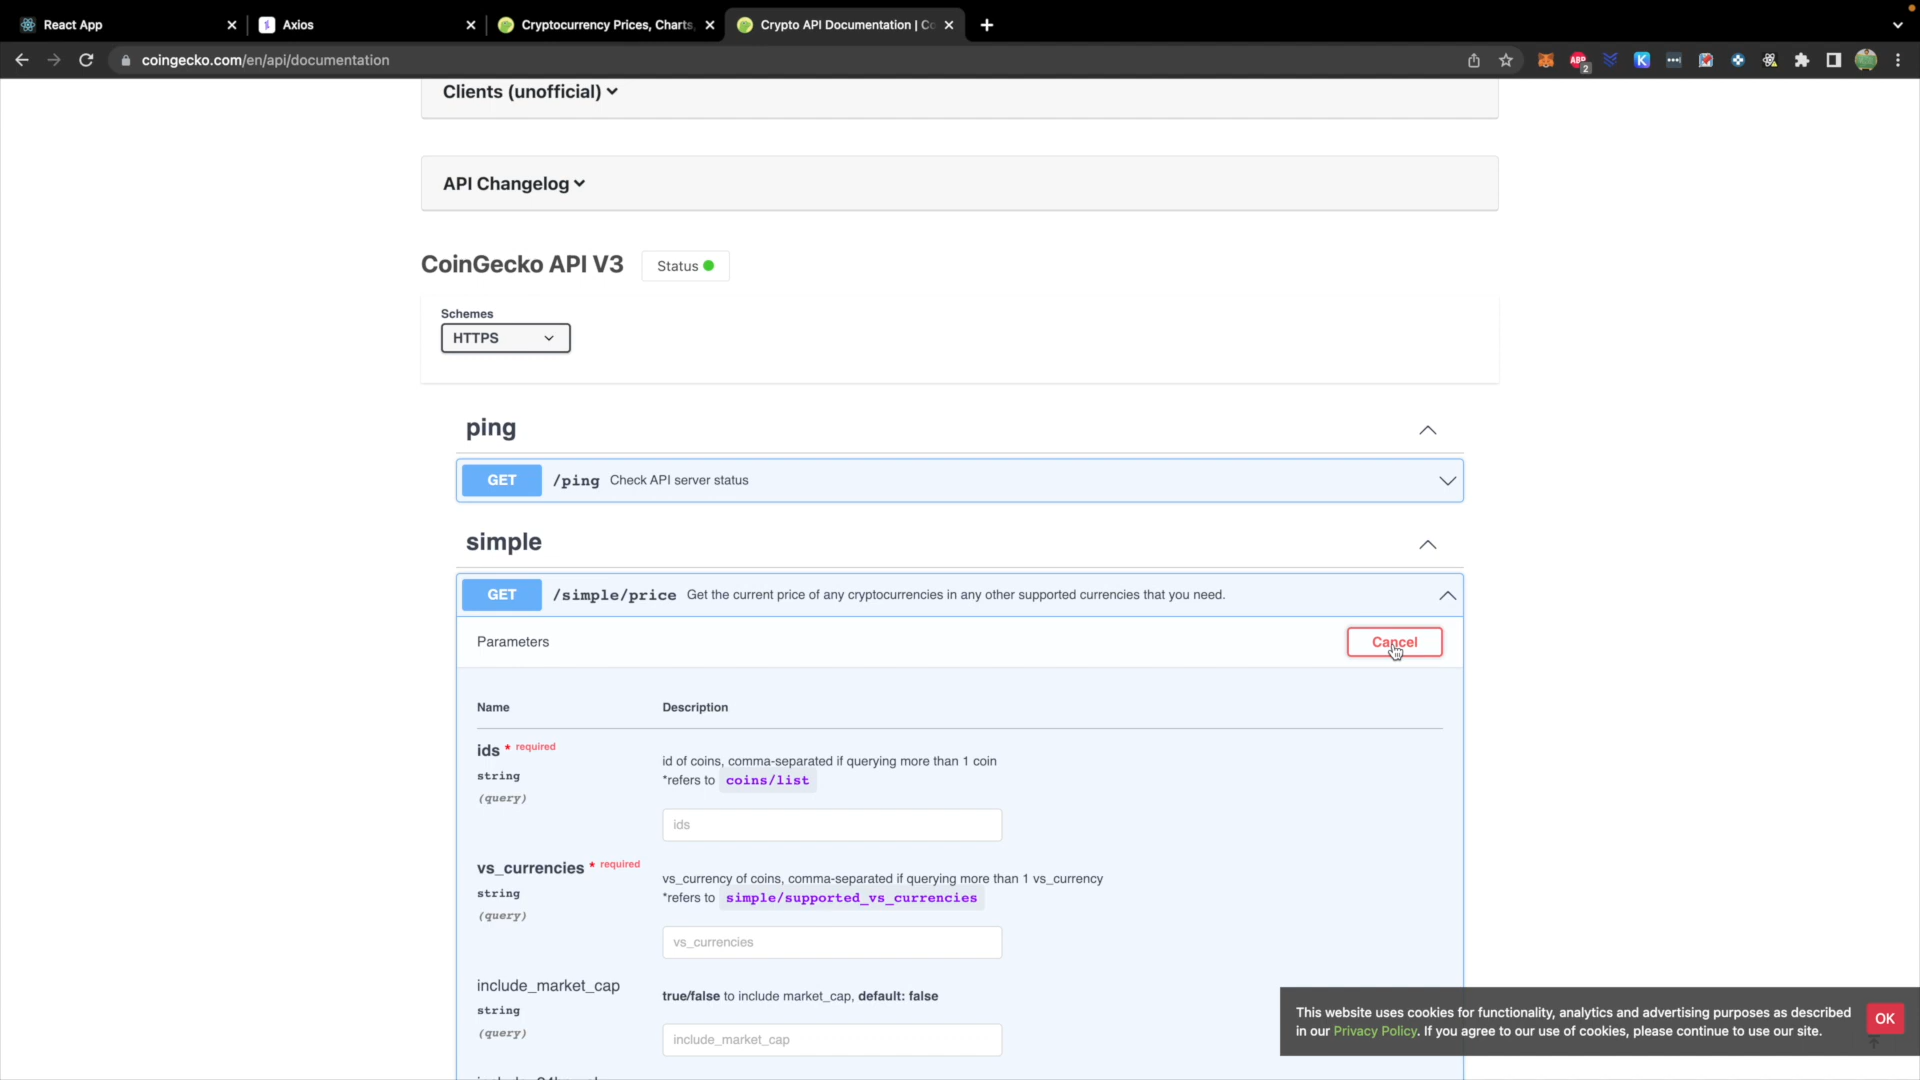 React App
Axios
Cryptocurrency Prices, Charts,
Crypto API Documentation | Co
coingecko.com/en/api/documentation
ABP
2
K
Clients (unofficial)
API Changelog
CoinGecko API V3
Status
Schemes
HTTPS
ping
GET
/ping
Check API server status
simple
GET
/simple/price
Get the current price of any cryptocurrencies in any other supported currencies that you need.
Parameters
Cancel
Name
Description
ids * required
string
(query)
id of coins, comma-separated if querying more than 1 coin
*refers to coins/list
ids
vs_currencies * required
string
(query)
vs_currency of coins, comma-separated if querying more than 1 vs_currency
*refers to simple/supported_vs_currencies
vs_currencies
include_market_cap
string
(query)
true/false to include market_cap, default: false
include_market_cap
This website uses cookies for functionality, analytics and advertising purposes as described
in our Privacy Policy. If you agree to our use of cookies, please continue to use our site.
OK